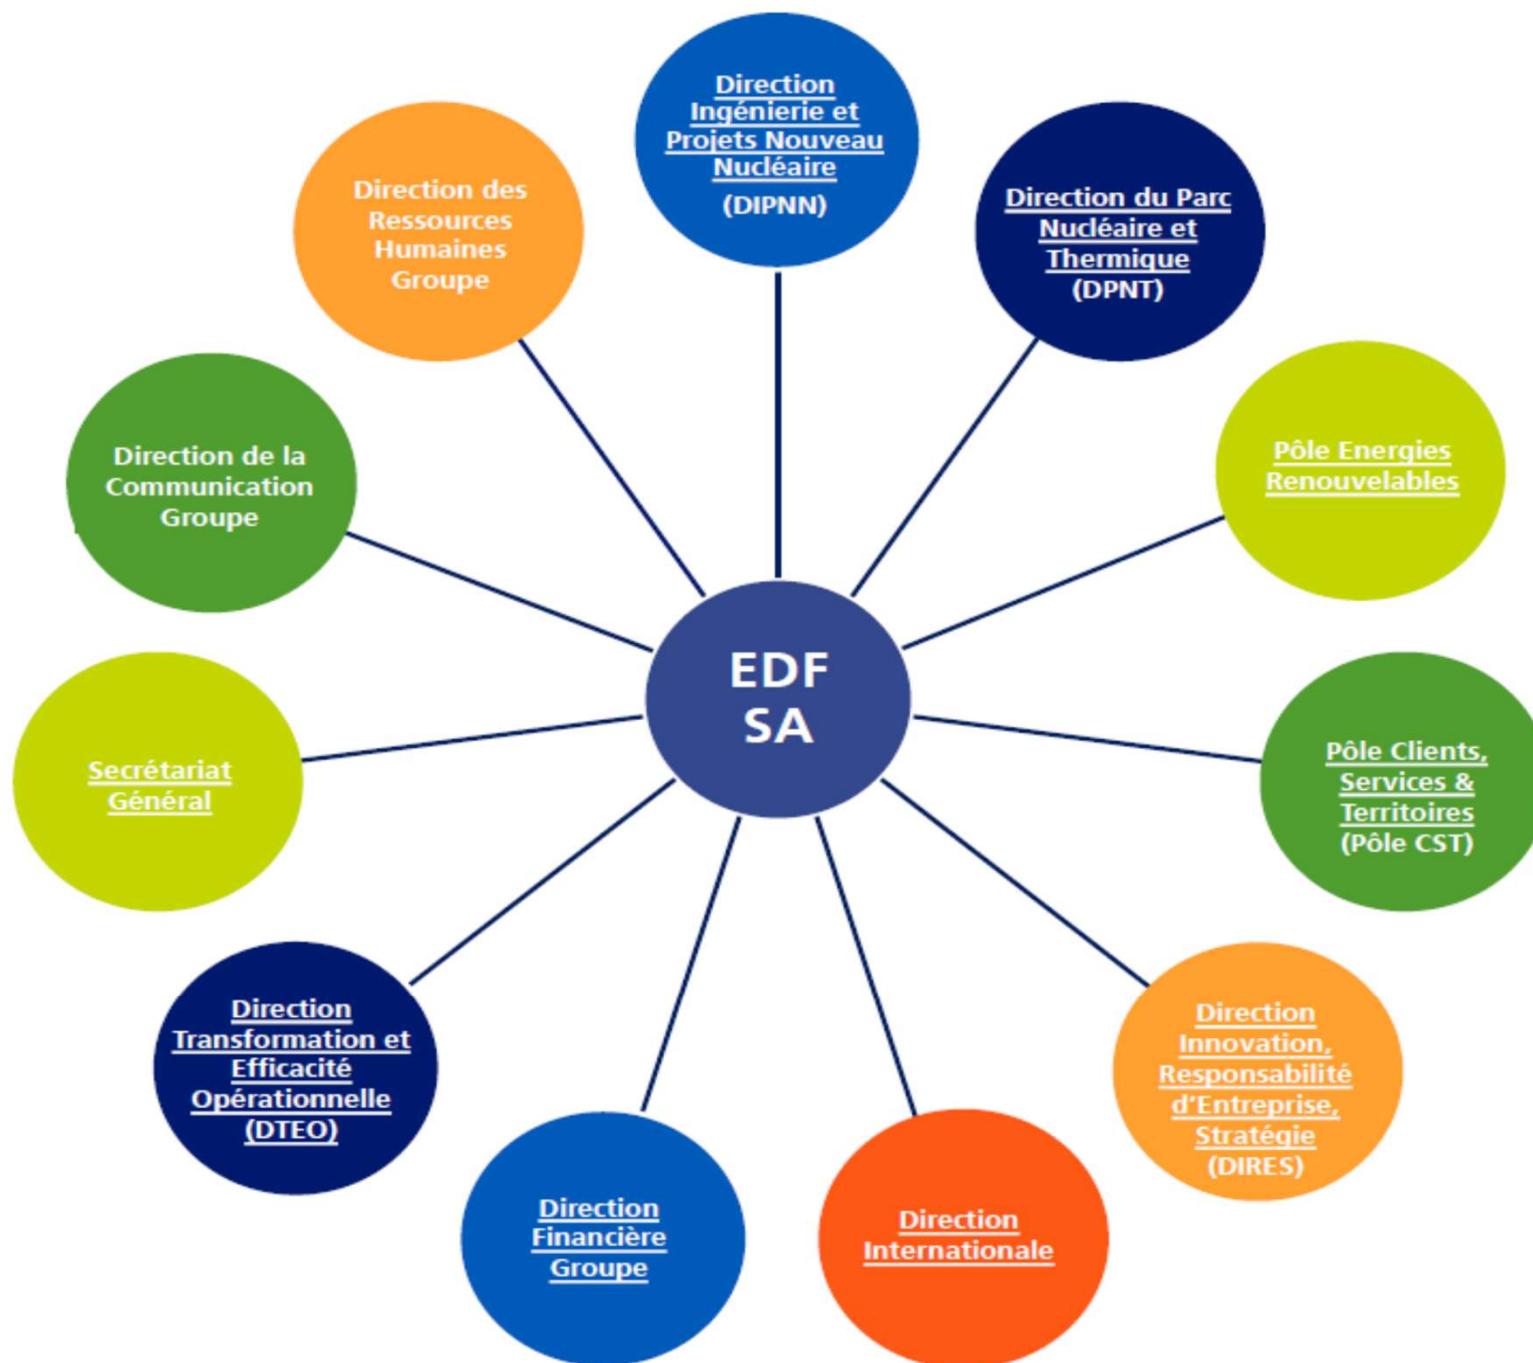 Direction
Ingénierie et
Projets Nouveau
Nucléaire
(DIPNN)
Direction du Parc
Nucléaire et
Thermique
(DPNT)
Pôle Energies
Renouvelables
Pôle Clients,
Services &
Territoires
(Pôle CST)
Direction
Innovation,
Responsabilité
d’Entreprise,
Stratégie
(DIRES)
Direction
Internationale
Direction
Financière
Groupe
Direction
Transformation et
Efficacité
Opérationnelle
(DTEO)
Secrétariat
Général
Direction de la
Communication
Groupe
Direction des
Ressources
Humaines
Groupe
EDF
SA